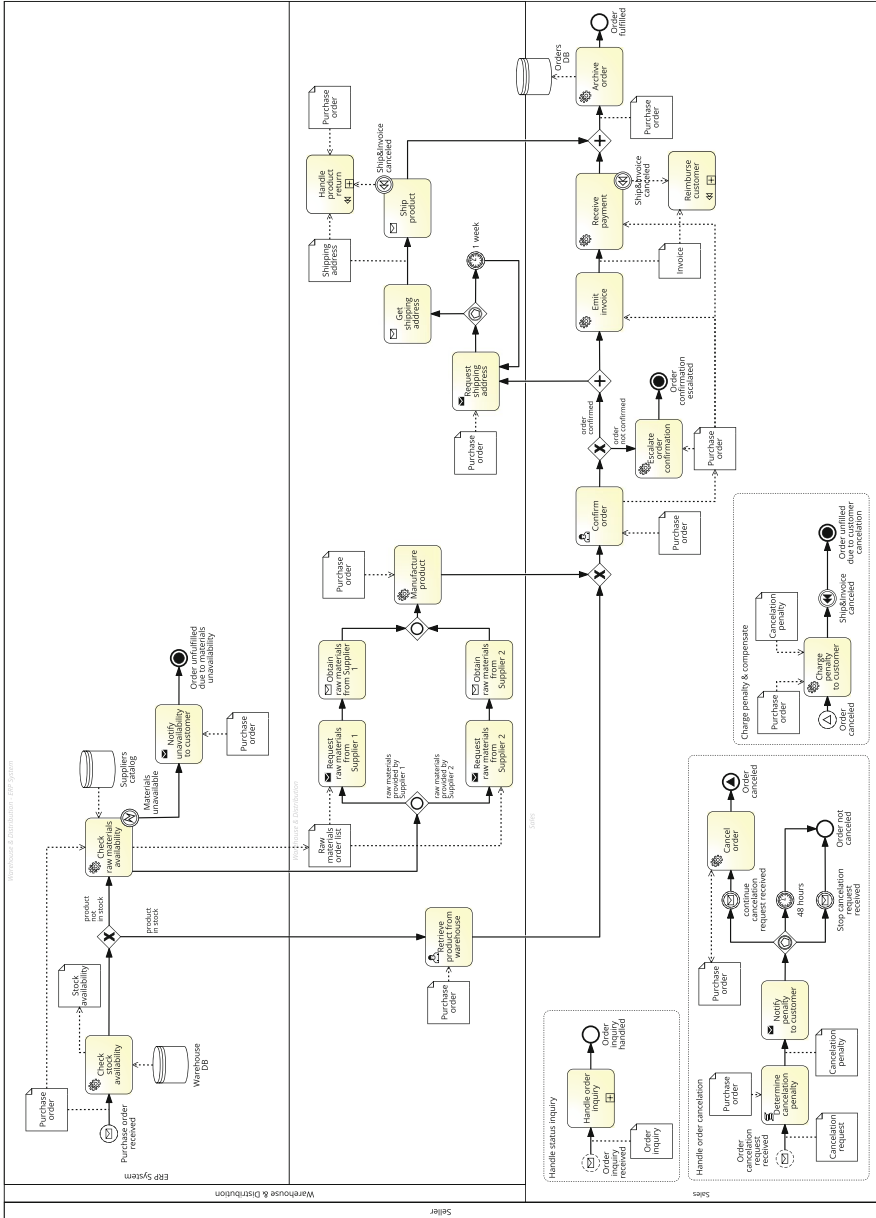 Seller
Warehouse & Distribution
ERP System
Sales
Warehouse & Distribution - ERP System
Warehouse & Distribution
Sales
Purchase order
received
Purchase
order
Check
stock
availability
Warehouse
DB
Stock
availability
product
not
in stock
product
in stock
Check
raw materials
availability
Suppliers
catalog
Materials
unavailable
Notify
unavailability
to customer
Purchase
order
Order unfulfilled
due to materials
unavailability
Purchase
order
Retrieve
product from
warehouse
Raw
materials
order list
raw materials
provided by
Supplier 1
raw materials
provided by
Supplier 2
Request
raw materials
from
Supplier 1
Obtain
raw materials
from Supplier
1
Request
raw materials
from
Supplier 2
Obtain
raw materials
from
Supplier 2
Purchase
order
Manufacture
product
Purchase
order
Request
shipping
address
1 week
Get
shipping
address
Shipping
address
Ship
product
Ship&Invoice
canceled
Handle
product
return
Purchase
order
Purchase
order
Confirm
order
order
confirmed
order
not confirmed
Escalate
order
confirmation
Order
confirmation
escalated
Purchase
order
Emit
invoice
Invoice
Receive
payment
Ship&Invoice
canceled
Reimburse
customer
Purchase
order
Archive
order
Orders
DB
Order
fulfilled
Handle status inquiry
Order
inquiry
received
Order
inquiry
Handle order
inquiry
Order
inquiry
handled
Handle order cancelation
Order
cancelation
request
received
Cancelation
request
Purchase
order
Determine
cancelation
penalty
Cancelation
penalty
Notify
penalty
to customer
Purchase
order
continue
cancelation
request received
48 hours
Stop cancelation
request
received
Cancel
order
Order
canceled
Order not
canceled
Charge penalty & compensate
Order
canceled
Purchase
order
Cancelation
penalty
Charge
penalty
to customer
Ship&Invoice
canceled
Order unfilled
due to customer
cancelation